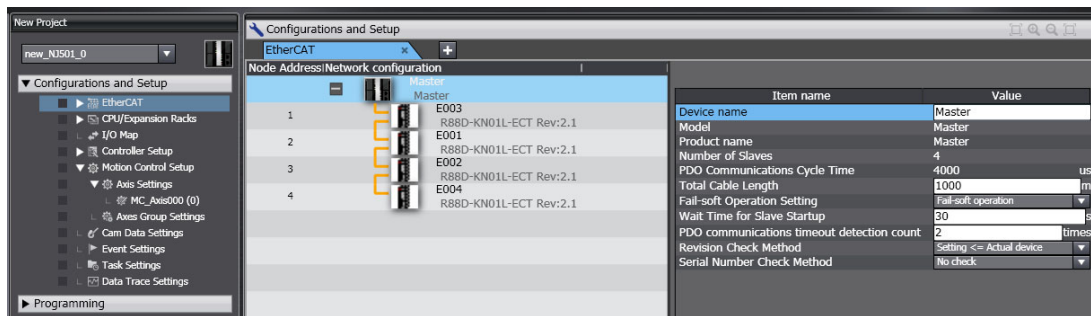 New Project
new_NJ501_0
Configurations and Setup
EtherCAT
CPU/Expansion Racks
I/O Map
Controller Setup
Motion Control Setup
Axis Settings
MC_Axis000 (0)
Axes Group Settings
Cam Data Settings
Event Settings
Task Settings
Data Trace Settings
Programming
Configurations and Setup
EtherCAT
Node Address Network configuration
Master
Master
1 E003
R88D-KN01L-ECT Rev:2.1
2 E001
R88D-KN01L-ECT Rev:2.1
3 E002
R88D-KN01L-ECT Rev:2.1
4 E004
R88D-KN01L-ECT Rev:2.1
Item name Value
Device name Master
Model Master
Product name Master
Number of Slaves 4
PDO Communications Cycle Time 4000 us
Total Cable Length 1000 m
Fail-soft Operation Setting Fail-soft operation
Wait Time for Slave Startup 30 s
PDO communications timeout detection count 2 times
Revision Check Method Setting <= Actual device
Serial Number Check Method No check